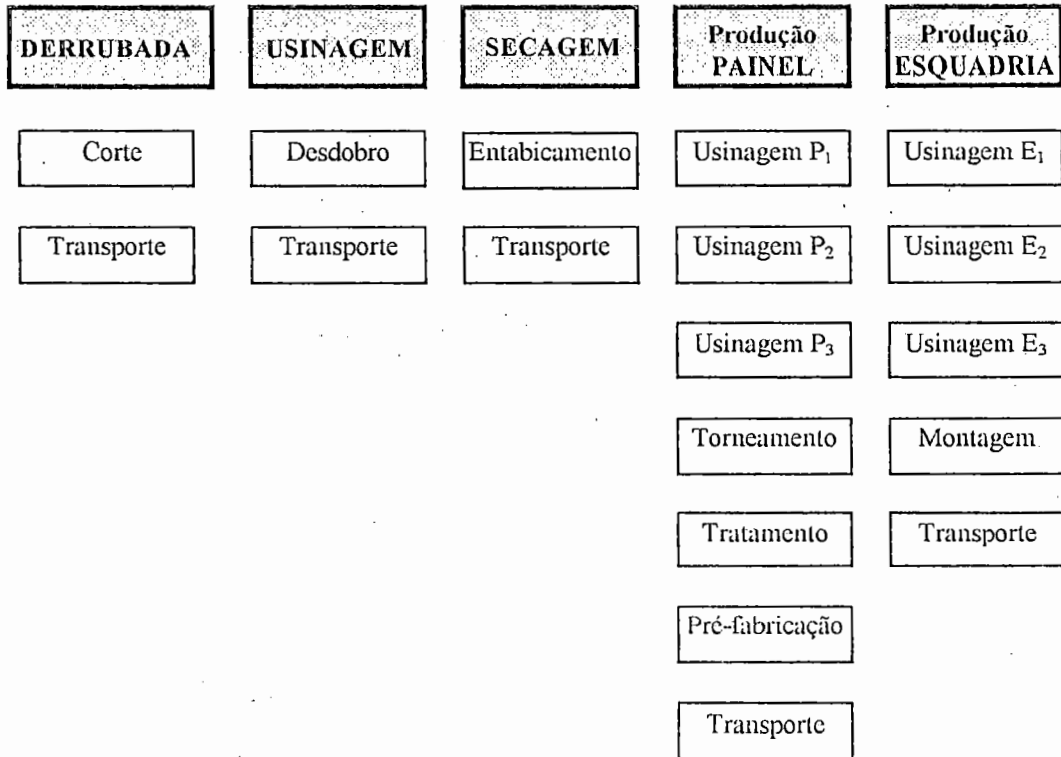 DERRUBADA
Corte
Transporte
USINAGEM
Desdobro
Transporte
SECAGEM
Entabicamento
Transporte
Produção
PAINEL
Usinagem P₁
Usinagem P₂
Usinagem P₃
Torneamento
Tratamento
Pré-fabricação
Transporte
Produção
ESQUADRIA
Usinagem E₁
Usinagem E₂
Usinagem E₃
Montagem
Transporte